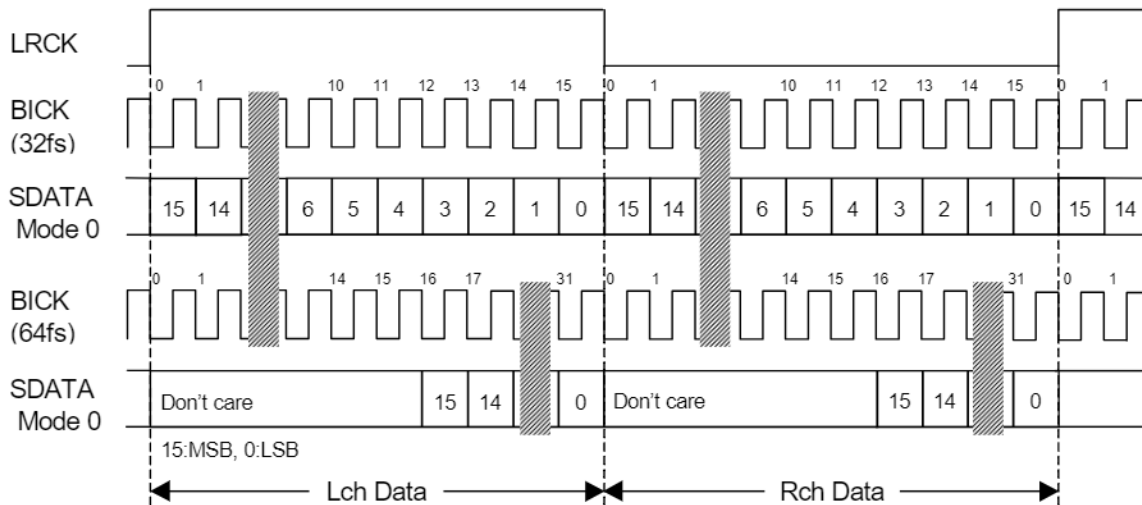 LRCK
0 1 10 11 12 13 14 15 0 1 10 11 12 13 14 15 0 1
BICK
(32fs)
SDATA
Mode 0
15 14 6 5 4 3 2 1 0 15 14 6 5 4 3 2 1 0 15 14
0 1 14 15 16 17 31 0 1 14 15 16 17 31 0 1
BICK
(64fs)
SDATA
Mode 0
Don't care 15 14 0 Don't care 15 14 0
15:MSB, 0:LSB
Lch Data Rch Data